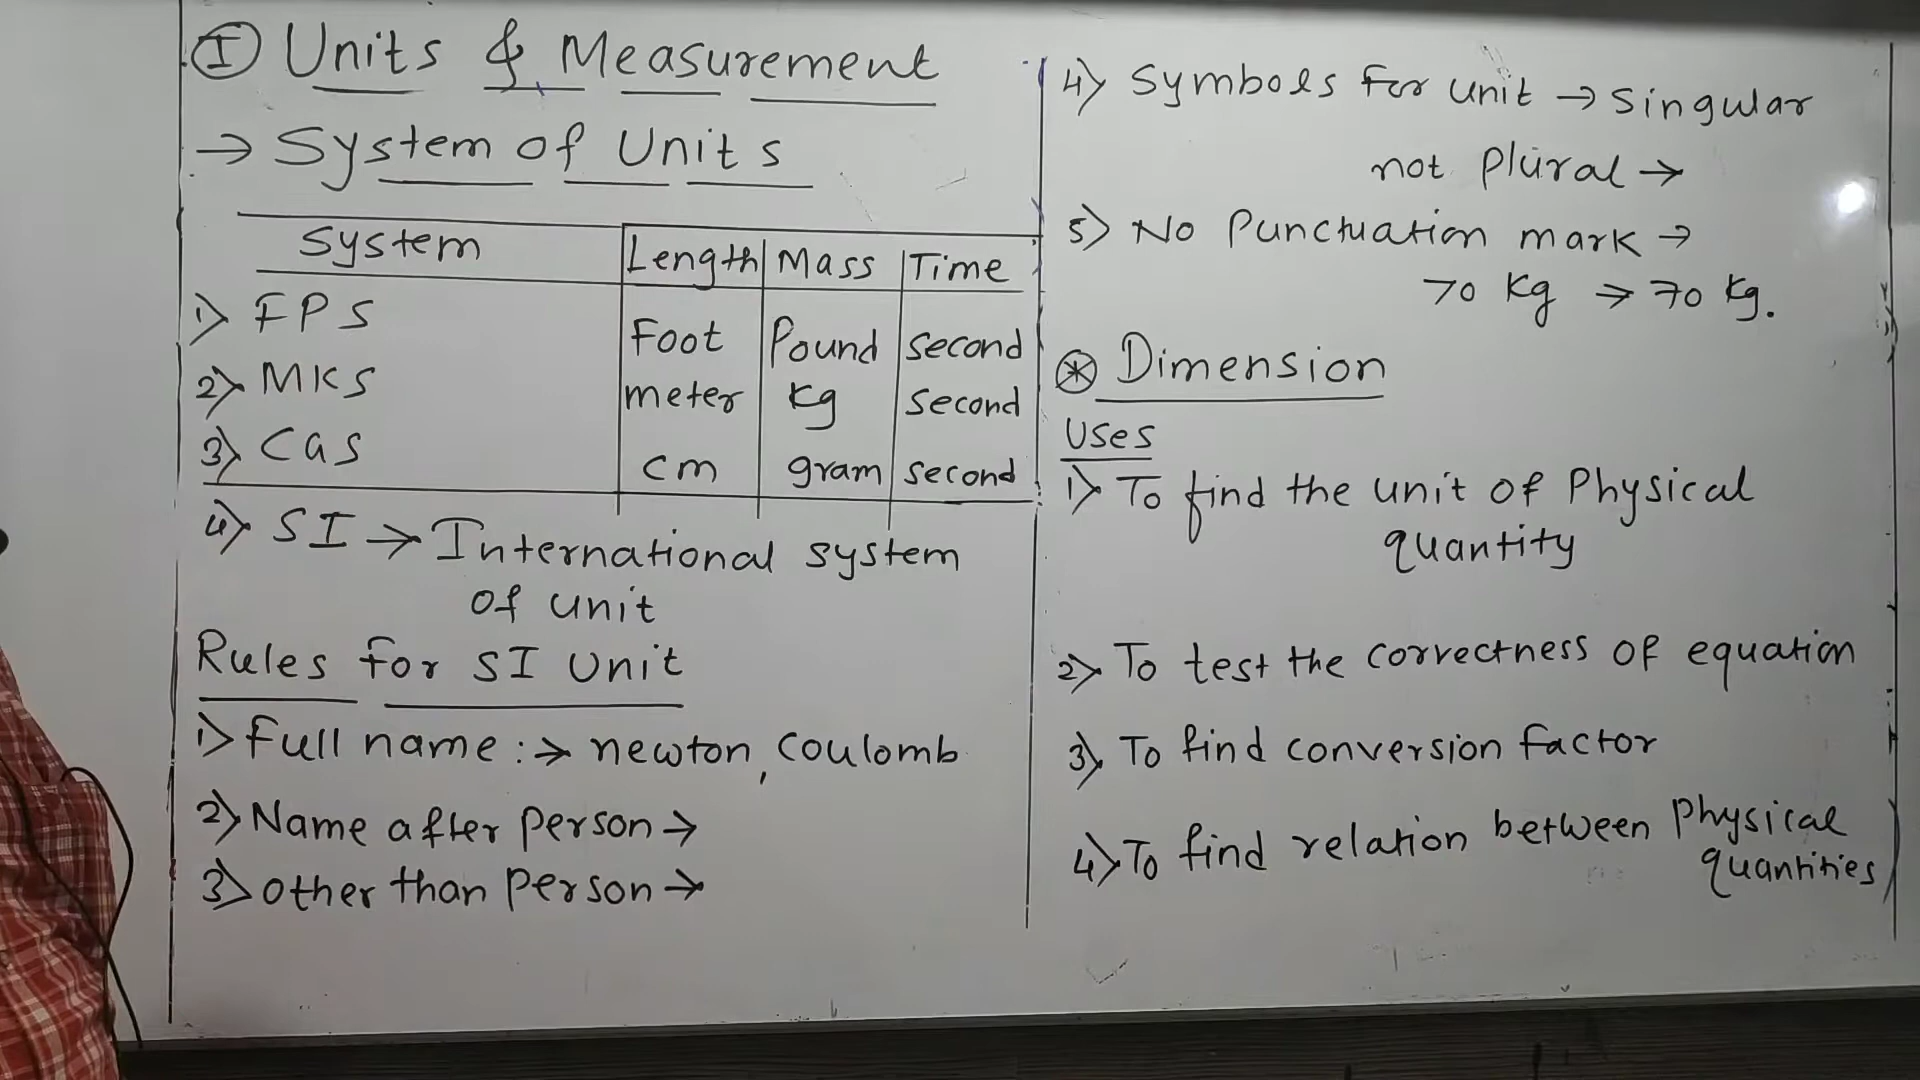 I Units & Measurement
→ System of Units
System Length Mass Time
1) FPS Foot Pound second
2) MKS meter kg second
3) CGS cm gram second
4) SI → International system
of unit
Rules for SI Unit
1) Full name :→ newton, coulomb
2) Name after person →
3) other than person →
4) Symbols for unit → Singular
not Plural →
5) No Punctuation mark →
70 kg ⇒ 70 kg.
* Dimension
Uses
1) To find the unit of Physical
quantity
2) To test the correctness of equation
3) To find conversion factor
4) To find relation between Physical
quantities